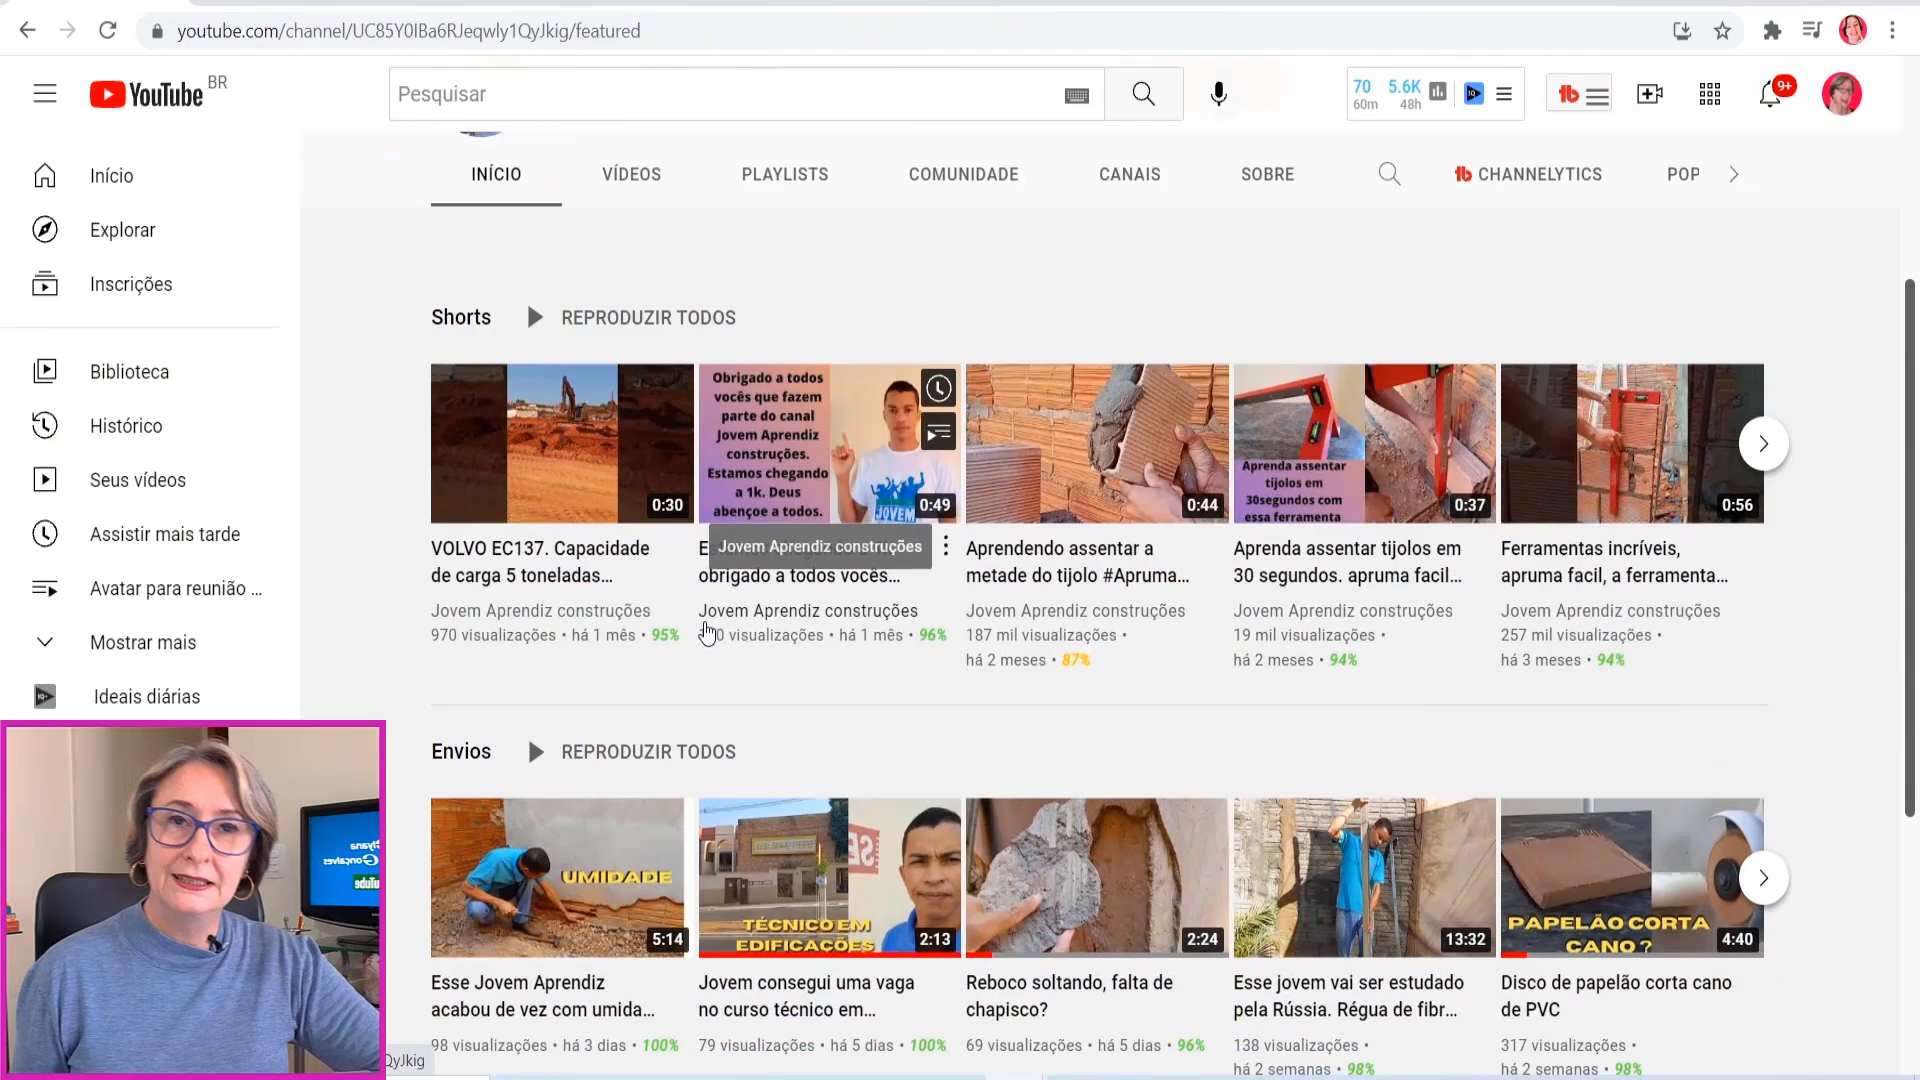 youtube.com/channel/UC85Y0IBa6RJeqwly1QyJkig/featured
YouTube BR
Pesquisar
70 5.6K
60m 48h
9+
Início
Explorar
Inscrições
Biblioteca
Histórico
Seus vídeos
Assistir mais tarde
Avatar para reunião ...
Mostrar mais
Ideais diárias
INÍCIO VÍDEOS PLAYLISTS COMUNIDADE CANAIS SOBRE CHANNELYTICS POP
Shorts REPRODUZIR TODOS
0:30
Obrigado a todos
vocês que fazem
parte do canal
Jovem Aprendiz
construções.
Estamos chegando
a 1k. Deus
abençoe a todos.
JOVEM
0:49
0:44
Aprenda assentar
tijolos em
30segundos com
essa ferramenta
0:37
0:56
VOLVO EC137. Capacidade
de carga 5 toneladas...
Jovem Aprendiz construções
970 visualizações • há 1 mês • 95%
Jovem Aprendiz construções
obrigado a todos vocês...
Jovem Aprendiz construções
0 visualizações • há 1 mês • 96%
Aprendendo assentar a
metade do tijolo #Apruma...
Jovem Aprendiz construções
187 mil visualizações •
há 2 meses • 87%
Aprenda assentar tijolos em
30 segundos. apruma facil...
Jovem Aprendiz construções
19 mil visualizações •
há 2 meses • 94%
Ferramentas incríveis,
apruma facil, a ferramenta...
Jovem Aprendiz construções
257 mil visualizações •
há 3 meses • 94%
Envios REPRODUZIR TODOS
UMIDADE
5:14
TÉCNICO EM
EDIFICAÇÕES
2:13
2:24
13:32
PAPELÃO CORTA
CANO ?
4:40
Esse Jovem Aprendiz
acabou de vez com umida...
98 visualizações • há 3 dias • 100%
Jovem consegui uma vaga
no curso técnico em...
79 visualizações • há 5 dias • 100%
Reboco soltando, falta de
chapisco?
69 visualizações • há 5 dias • 96%
Esse jovem vai ser estudado
pela Rússia. Régua de fibr...
138 visualizações •
há 2 semanas • 98%
Disco de papelão corta cano
de PVC
317 visualizações •
há 2 semanas • 98%
Gonçalves
QyJkig